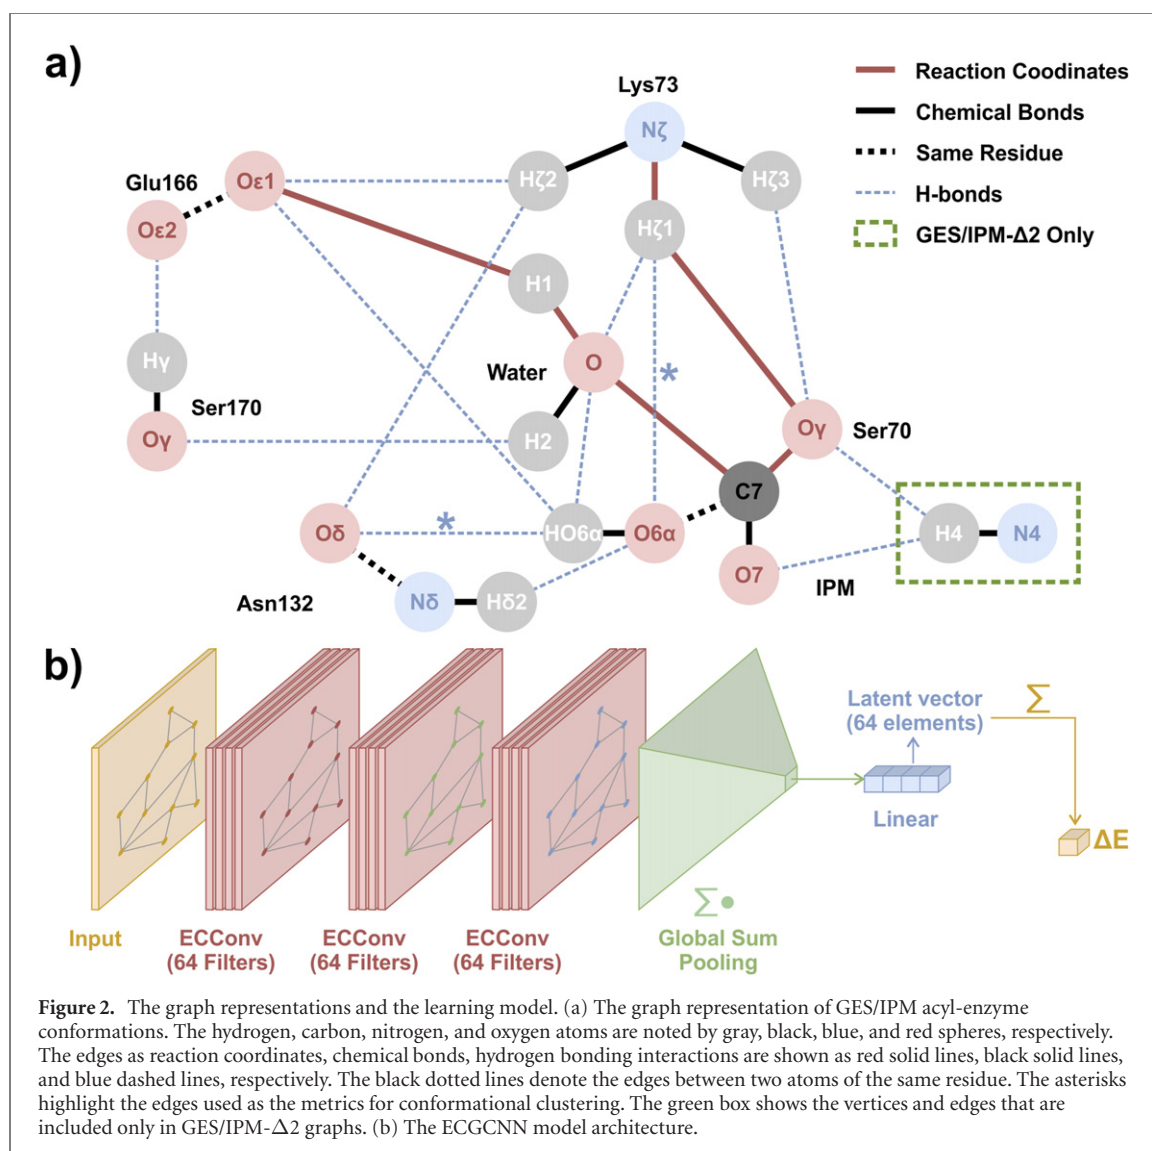 a)
Lys73
Reaction Coodinates
Chemical Bonds
Same Residue
H-bonds
GES/IPM-Δ2 Only
Nζ
Glu166
Oε1
Hζ2
Hζ3
Oε2
Hζ1
H1
Hγ
Water
O
*
Ser170
Oγ
H2
Oγ
Ser70
C7
Oδ
*
HO6α
O6α
H4
N4
O7
IPM
Asn132
Nδ
Hδ2
b)
Latent vector
(64 elements)
Σ
Linear
ΔE
Σ•
Input
ECConv
(64 Filters)
ECConv
(64 Filters)
ECConv
(64 Filters)
Global Sum
Pooling
Figure 2. The graph representations and the learning model. (a) The graph representation of GES/IPM acyl-enzyme
conformations. The hydrogen, carbon, nitrogen, and oxygen atoms are noted by gray, black, blue, and red spheres, respectively.
The edges as reaction coordinates, chemical bonds, hydrogen bonding interactions are shown as red solid lines, black solid lines,
and blue dashed lines, respectively. The black dotted lines denote the edges between two atoms of the same residue. The asterisks
highlight the edges used as the metrics for conformational clustering. The green box shows the vertices and edges that are
included only in GES/IPM-Δ2 graphs. (b) The ECGCNN model architecture.